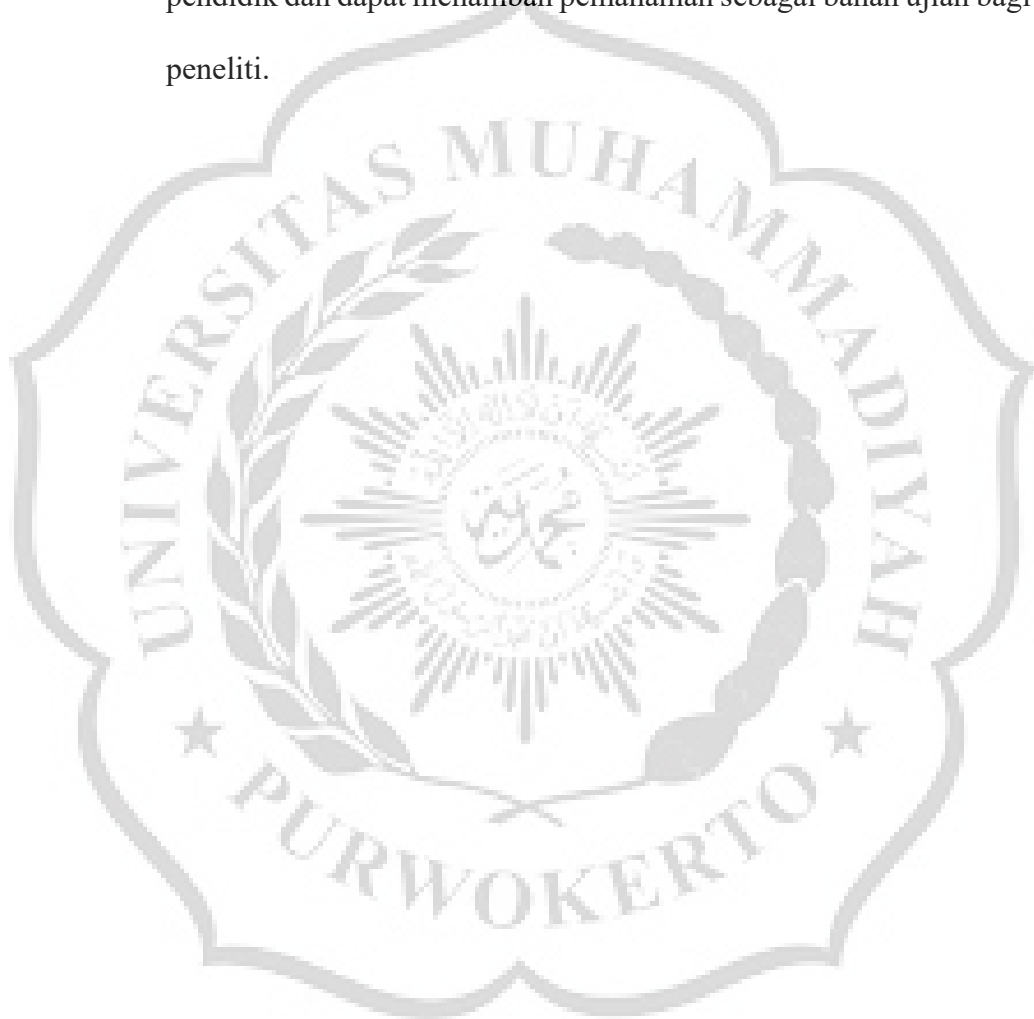 pendidik dan dapat menambah pemahaman sebagai bahan ujian bagi
peneliti.
UNIVERSITAS MUHAMMADIYAH
PURWOKERTO